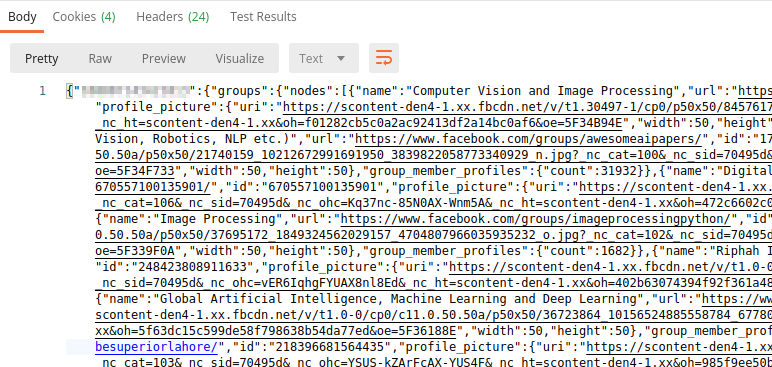 Body Cookies (4) Headers (24) Test Results
Pretty Raw Preview Visualize Text
1 {" ":{"groups":{"nodes":[{"name":"Computer Vision and Image Processing","url":"https
"profile_picture":{"uri":"https://scontent-den4-1.xx.fbcdn.net/v/t1.30497-1/cp0/p50x50/8457617
_nc_ht=scontent-den4-1.xx&oh=f01282cb5c0a2ac92413df2a14bc0af6&oe=5F34B94E","width":50,"height"
Vision, Robotics, NLP etc.)","url":"https://www.facebook.com/groups/awesomeaipapers/","id":"17
50.50a/p50x50/21740159_10212672991691950_3839822058773340929_n.jpg?_nc_cat=100&_nc_sid=70495d&
oe=5F34F733","width":50,"height":50},"group_member_profiles":{"count":31932}},{"name":"Digital
670557100135901/","id":"670557100135901","profile_picture":{"uri":"https://scontent-den4-1.xx.
_nc_cat=106&_nc_sid=70495d&_nc_ohc=Kq37nc-85N0AX-Wnm5A&_nc_ht=scontent-den4-1.xx&oh=472c6602c0
{"name":"Image Processing","url":"https://www.facebook.com/groups/imageprocessingpython/","id"
0.50.50a/p50x50/37695172_1849324562029157_4704807966035935232_o.jpg?_nc_cat=102&_nc_sid=70495d
oe=5F339F0A","width":50,"height":50},"group_member_profiles":{"count":1682}},{"name":"Riphah I
"id":"248423808911633","profile_picture":{"uri":"https://scontent-den4-1.xx.fbcdn.net/v/t1.0-0
_nc_sid=70495d&_nc_ohc=vER6IqhgFYUAX8nl8Ed&_nc_ht=scontent-den4-1.xx&oh=402b63074394f92f361a48
{"name":"Global Artificial Intelligence, Machine Learning and Deep Learning","url":"https://ww
scontent-den4-1.xx.fbcdn.net/v/t1.0-0/cp0/c11.0.50.50a/p50x50/36723864_10156524885558784_67780
xx&oh=5f63dc15c599de58f798638b54da77ed&oe=5F36188E","width":50,"height":50},"group_member_prof
besuperiorlahore/","id":"218396681564435","profile_picture":{"uri":"https://scontent-den4-1.xx
_nc_cat=103&_nc_sid=70495d&_nc_ohc=YSUS-kZArFcAX-YUS4F&_nc_ht=scontent-den4-1.xx&oh=985f9ee50b